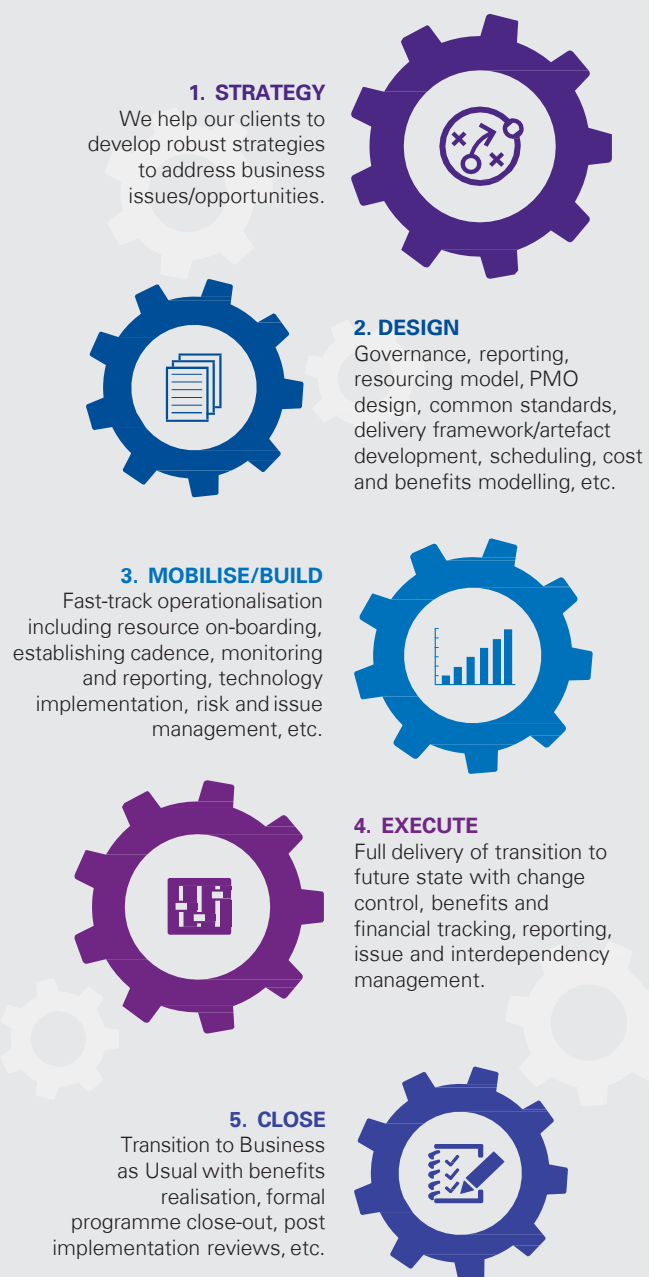 1. STRATEGY
We help our clients to
develop robust strategies
to address business
issues/opportunities.
2. DESIGN
Governance, reporting,
resourcing model, PMO
design, common standards,
delivery framework/artefact
development, scheduling, cost
and benefits modelling, etc.
3. MOBILISE/BUILD
Fast-track operationalisation
including resource on-boarding,
establishing cadence, monitoring
and reporting, technology
implementation, risk and issue
management, etc.
4. EXECUTE
Full delivery of transition to
future state with change
control, benefits and
financial tracking, reporting,
issue and interdependency
management.
5. CLOSE
Transition to Business
as Usual with benefits
realisation, formal
programme close-out, post
implementation reviews, etc.